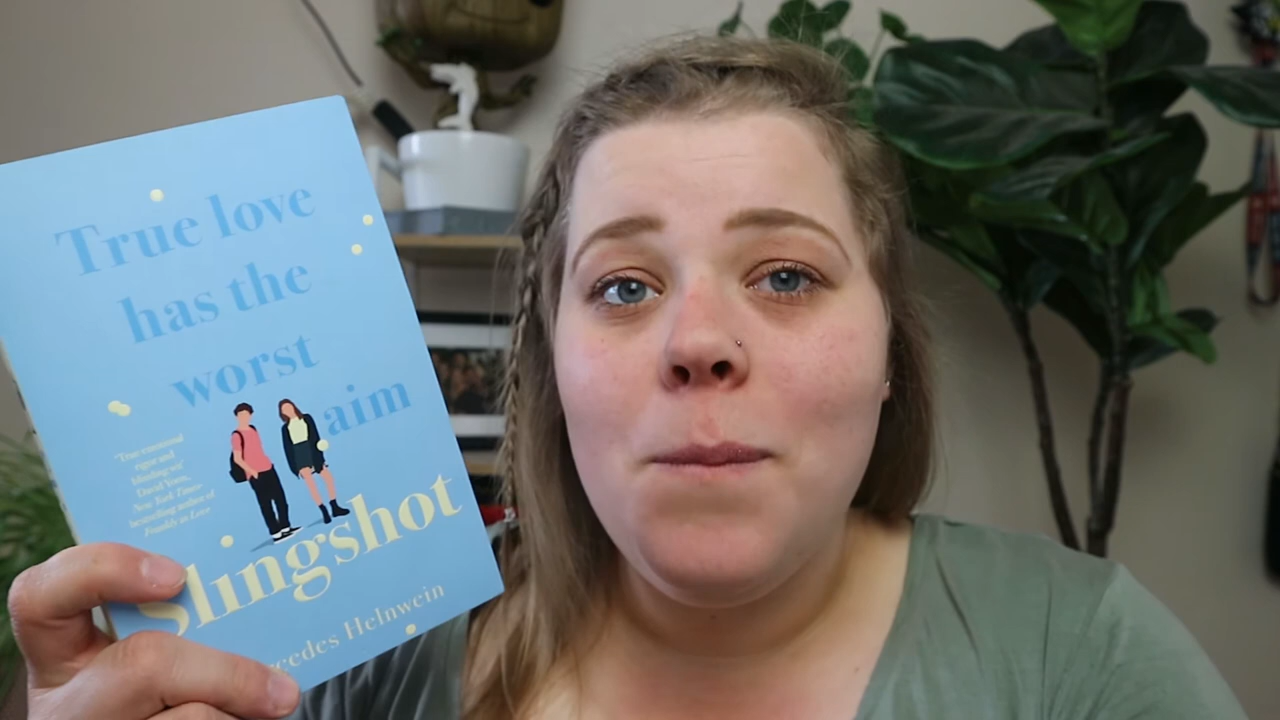 True love
has the
worst
aim
'True emotional
rigor and
blinding wit'
David Yoon,
New York Times
bestselling author of
Frankly in Love
Slingshot
Helnwein